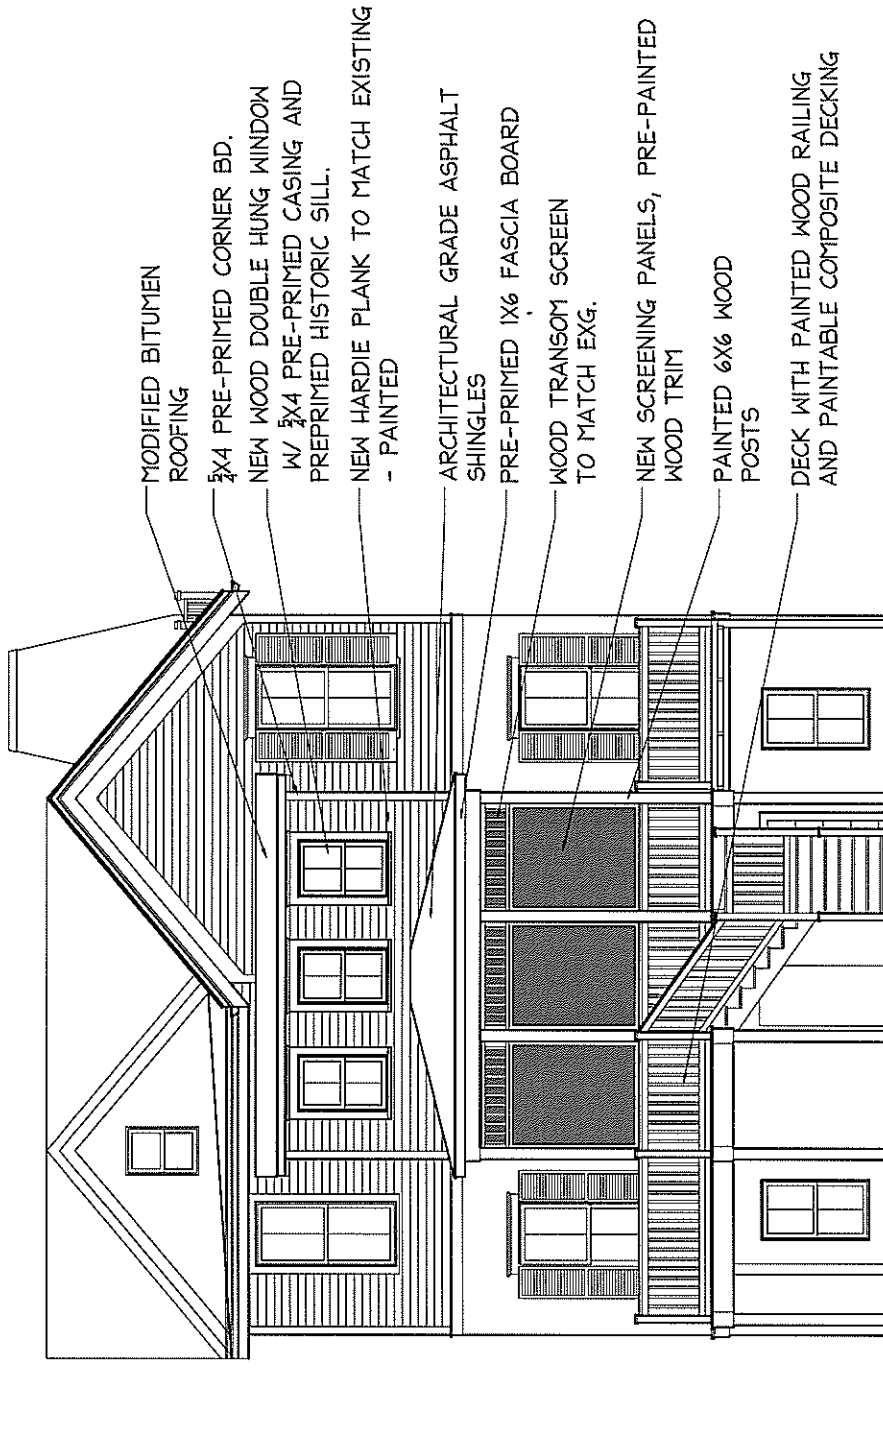 MODIFIED BITUMEN
ROOFING
5/4X4 PRE-PRIMED CORNER BD.
NEW WOOD DOUBLE HUNG WINDOW
W/ 5/4X4 PRE-PRIMED CASING AND
PREPRIMED HISTORIC SILL.
NEW HARDIE PLANK TO MATCH EXISTING
- PAINTED
ARCHITECTURAL GRADE ASPHALT
SHINGLES
PRE-PRIMED 1X6 FASCIA BOARD
WOOD TRANSOM SCREEN
TO MATCH EXG.
NEW SCREENING PANELS, PRE-PAINTED
WOOD TRIM
PAINTED 6X6 WOOD
POSTS
DECK WITH PAINTED WOOD RAILING
AND PAINTABLE COMPOSITE DECKING